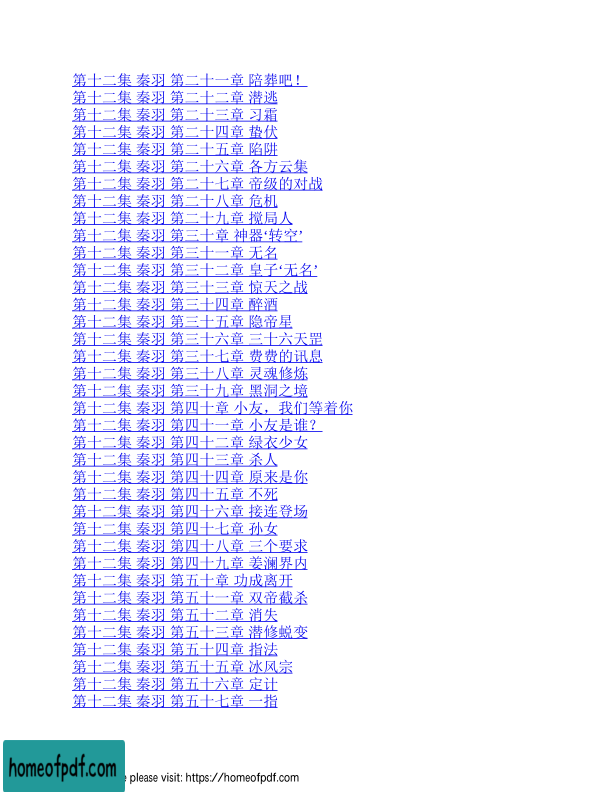 第十二集 秦羽 第二十一章 陪葬吧！
第十二集 秦羽 第二十二章 潜逃
第十二集 秦羽 第二十三章 习霜
第十二集 秦羽 第二十四章 蛰伏
第十二集 秦羽 第二十五章 陷阱
第十二集 秦羽 第二十六章 各方云集
第十二集 秦羽 第二十七章 帝级的对战
第十二集 秦羽 第二十八章 危机
第十二集 秦羽 第二十九章 搅局人
第十二集 秦羽 第三十章 神器‘转空’
第十二集 秦羽 第三十一章 无名
第十二集 秦羽 第三十二章 皇子‘无名’
第十二集 秦羽 第三十三章 惊天之战
第十二集 秦羽 第三十四章 醉酒
第十二集 秦羽 第三十五章 隐帝星
第十二集 秦羽 第三十六章 三十六天罡
第十二集 秦羽 第三十七章 费费的讯息
第十二集 秦羽 第三十八章 灵魂修炼
第十二集 秦羽 第三十九章 黑洞之境
第十二集 秦羽 第四十章 小友，我们等着你
第十二集 秦羽 第四十一章 小友是谁？
第十二集 秦羽 第四十二章 绿衣少女
第十二集 秦羽 第四十三章 杀人
第十二集 秦羽 第四十四章 原来是你
第十二集 秦羽 第四十五章 不死
第十二集 秦羽 第四十六章 接连登场
第十二集 秦羽 第四十七章 孙女
第十二集 秦羽 第四十八章 三个要求
第十二集 秦羽 第四十九章 姜澜界内
第十二集 秦羽 第五十章 功成离开
第十二集 秦羽 第五十一章 双帝截杀
第十二集 秦羽 第五十二章 消失
第十二集 秦羽 第五十三章 潜修蜕变
第十二集 秦羽 第五十四章 指法
第十二集 秦羽 第五十五章 冰凤宗
第十二集 秦羽 第五十六章 定计
第十二集 秦羽 第五十七章 一指
homeofpdf.com
e please visit: https://homeofpdf.com